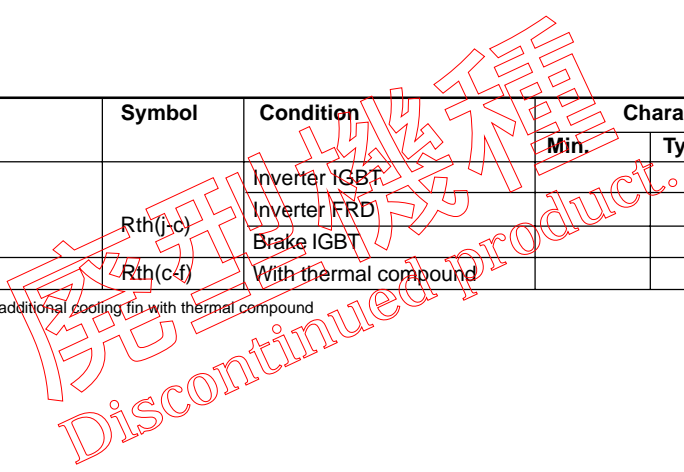 Symbol Condition Chara
Min. Ty
Inverter IGBT
Rth(j-c) Inverter FRD
Brake IGBT
Rth(c-f) With thermal compound
additional cooling fin with thermal compound
廃型機種
Discontinued product.